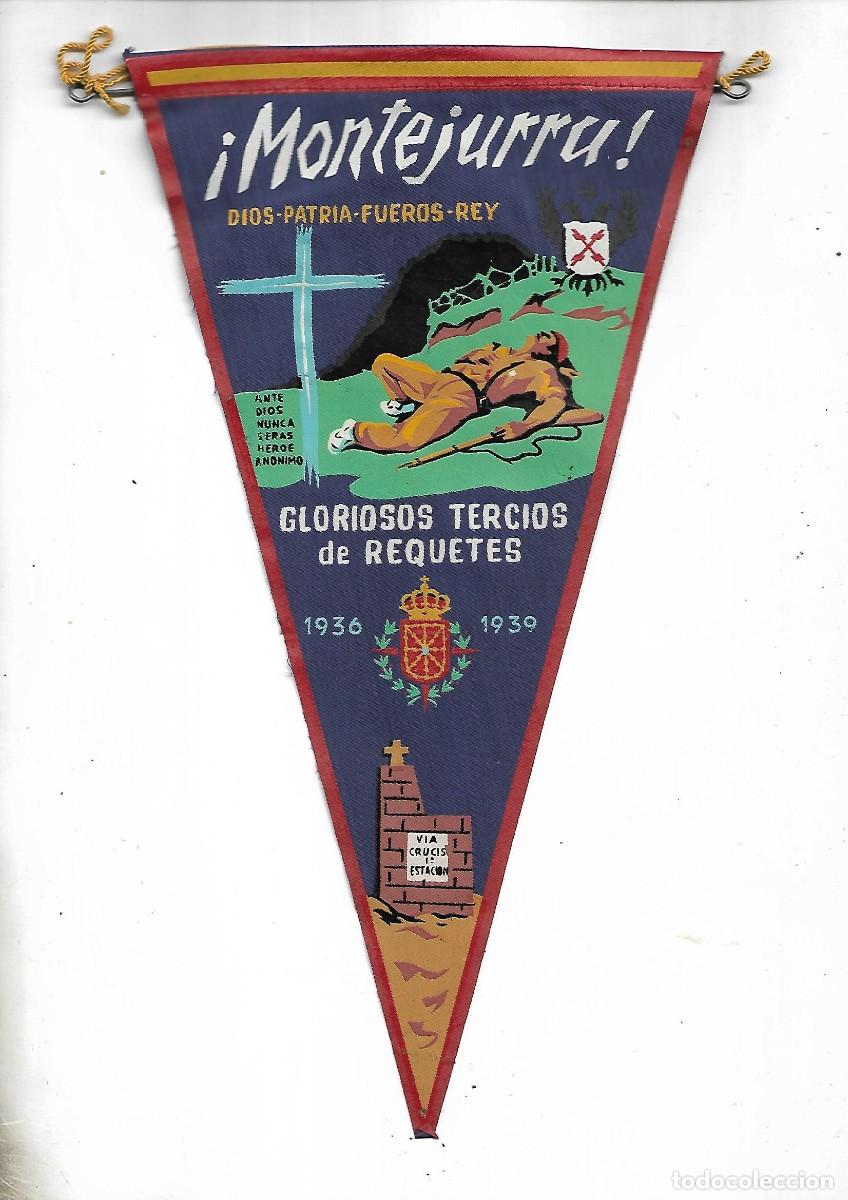 ¡Montejurra!
DIOS-PATRIA-FUEROS-REY
ANTE
DIOS
NUNCA
SERAS
HEROE
ANONIMO
GLORIOSOS TERCIOS
de REQUETES
1936 1939
VIA
CRUCIS
1ª
ESTACION
todocoleccion